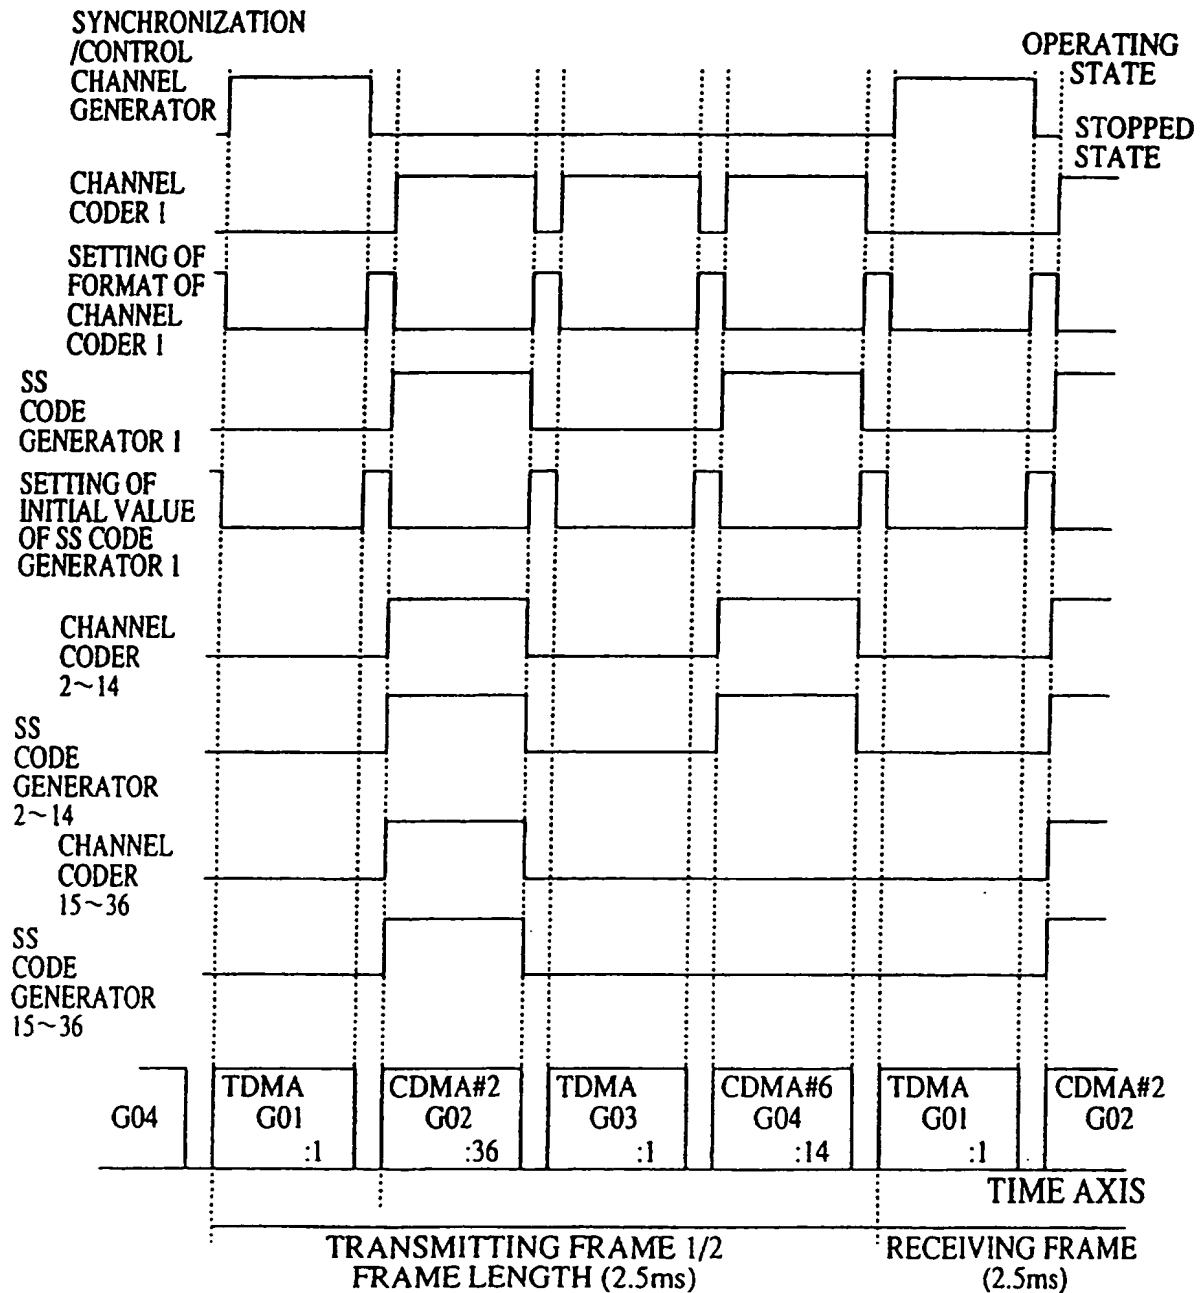 SYNCHRONIZATION
/CONTROL
CHANNEL
GENERATOR
OPERATING
STATE
STOPPED
STATE
CHANNEL
CODER 1
SETTING OF
FORMAT OF
CHANNEL
CODER 1
SS
CODE
GENERATOR 1
SETTING OF
INITIAL VALUE
OF SS CODE
GENERATOR 1
CHANNEL
CODER
2~14
SS
CODE
GENERATOR
2~14
CHANNEL
CODER
15~36
SS
CODE
GENERATOR
15~36
G04
TDMA
G01
:1
CDMA#2
G02
:36
TDMA
G03
:1
CDMA#6
G04
:14
TDMA
G01
:1
CDMA#2
G02
TIME AXIS
TRANSMITTING FRAME 1/2
FRAME LENGTH (2.5ms)
RECEIVING FRAME
(2.5ms)